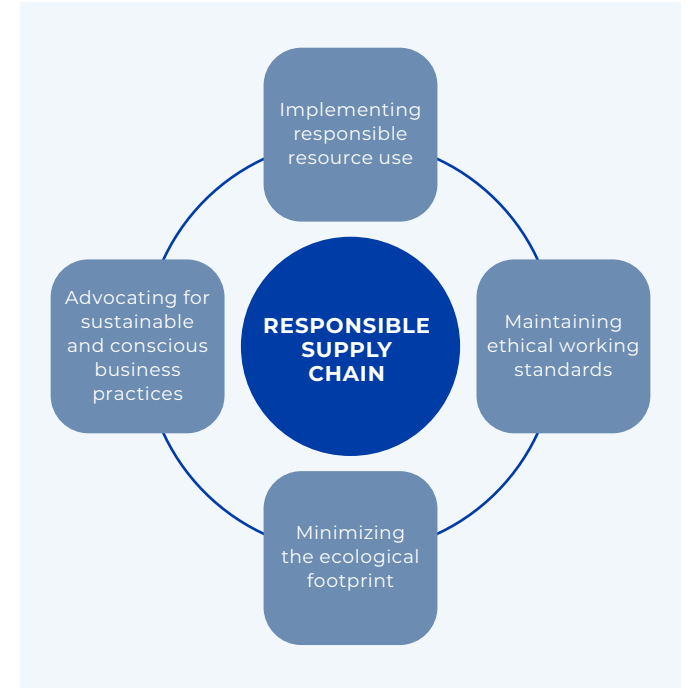 Implementing
responsible
resource use
Advocating for
sustainable
and conscious
business
practices
RESPONSIBLE
SUPPLY
CHAIN
Maintaining
ethical working
standards
Minimizing
the ecological
footprint